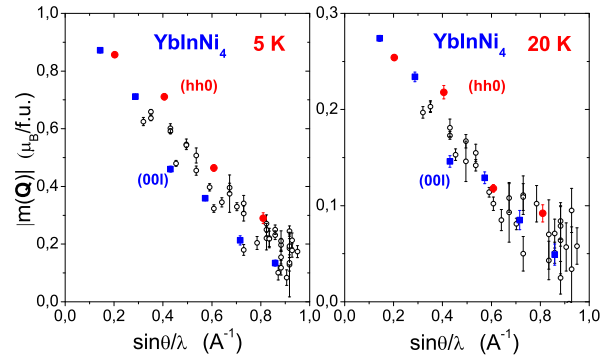 YbInNi4 5 K
(hh0)
(00l)
|m(Q)| (μB/f.u.)
1,0
0,8
0,6
0,4
0,2
0,0
0,0 0,2 0,4 0,6 0,8 1,0
sinθ/λ (A-1)
YbInNi4 20 K
(hh0)
(00l)
0,3
0,2
0,1
0,0
0,0 0,2 0,4 0,6 0,8 1,0
sinθ/λ (A-1)